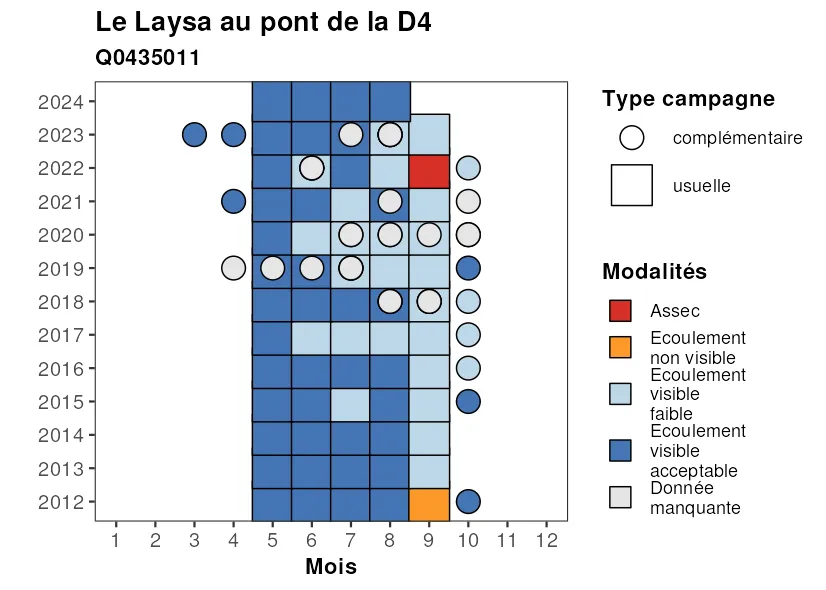 Le Laysa au pont de la D4
Q0435011
2024
2023
2022
2021
2020
2019
2018
2017
2016
2015
2014
2013
2012
1 2 3 4 5 6 7 8 9 10 11 12
Mois
Type campagne
complémentaire
usuelle
Modalités
Assec
Ecoulement
non visible
Ecoulement
visible
faible
Ecoulement
visible
acceptable
Donnée
manquante